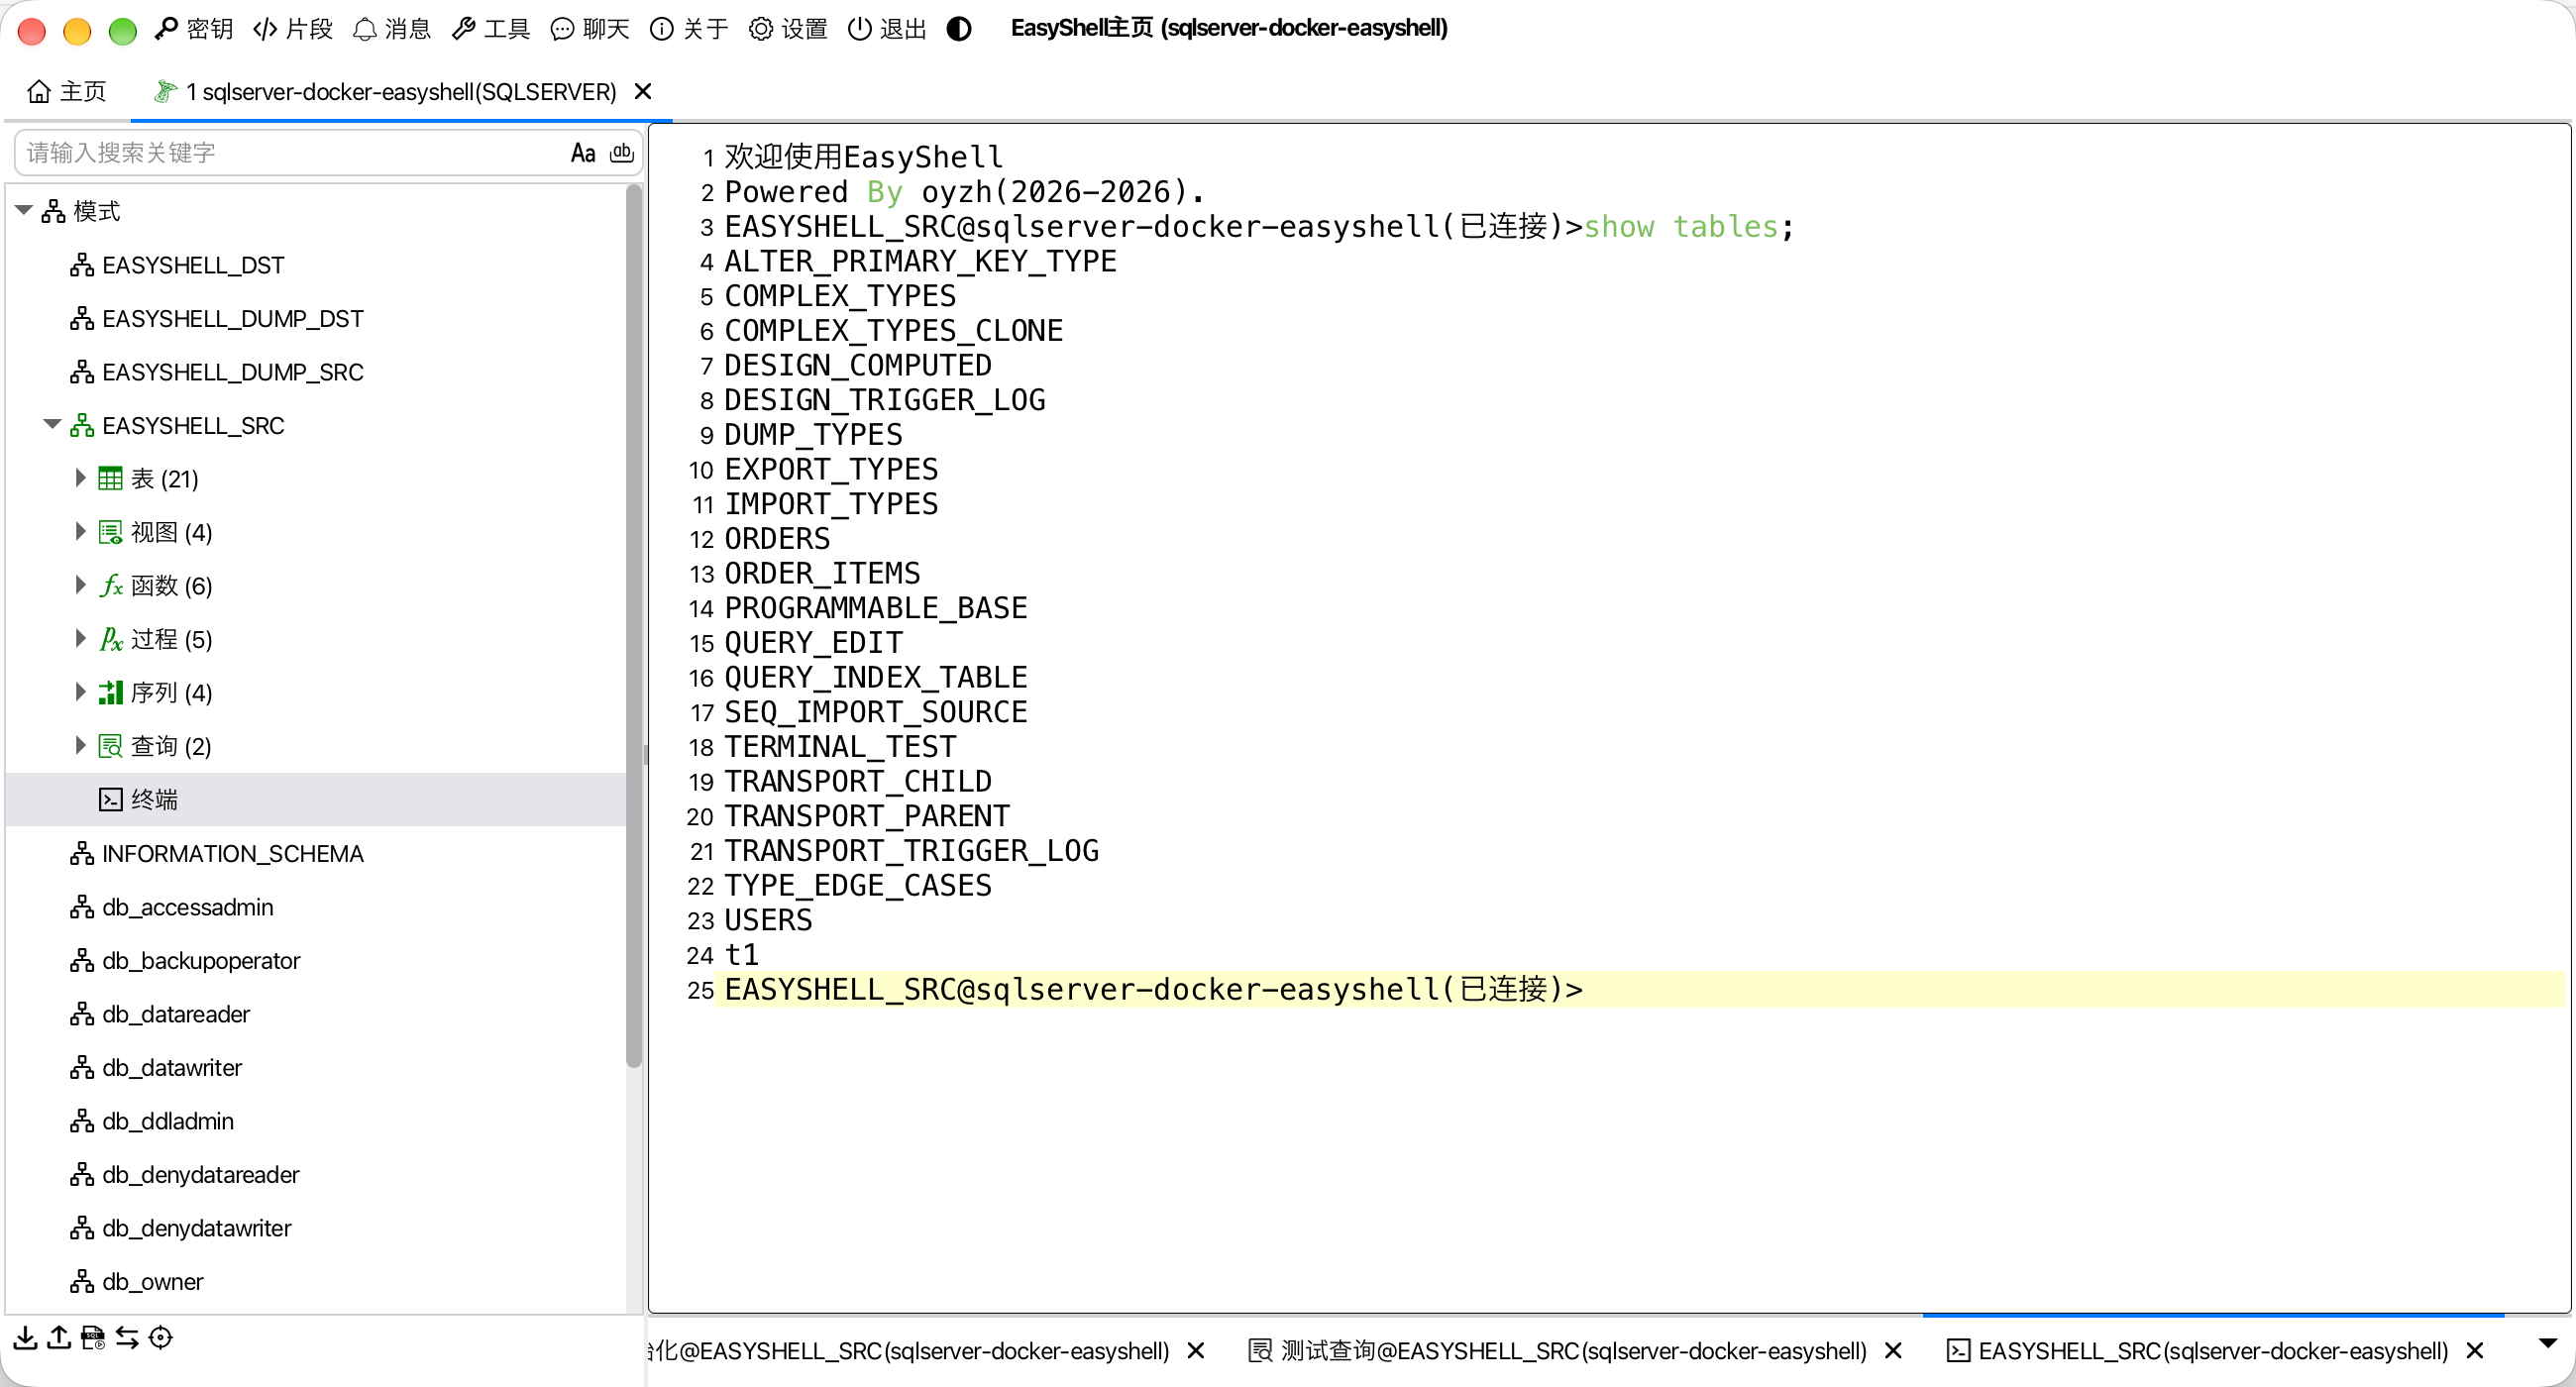 密钥 片段 消息 工具 聊天 关于 设置 退出 EasyShell主页 (sqlserver-docker-easyshell)
主页 1 sqlserver-docker-easyshell(SQLSERVER)
请输入搜索关键字 Aa ab
模式
EASYSHELL_DST
EASYSHELL_DUMP_DST
EASYSHELL_DUMP_SRC
EASYSHELL_SRC
表 (21)
视图 (4)
函数 (6)
过程 (5)
序列 (4)
查询 (2)
终端
INFORMATION_SCHEMA
db_accessadmin
db_backupoperator
db_datareader
db_datawriter
db_ddladmin
db_denydatareader
db_denydatawriter
db_owner
1 欢迎使用EasyShell
2 Powered By oyzh(2026-2026).
3 EASYSHELL_SRC@sqlserver-docker-easyshell(已连接)>show tables;
4 ALTER_PRIMARY_KEY_TYPE
5 COMPLEX_TYPES
6 COMPLEX_TYPES_CLONE
7 DESIGN_COMPUTED
8 DESIGN_TRIGGER_LOG
9 DUMP_TYPES
10 EXPORT_TYPES
11 IMPORT_TYPES
12 ORDERS
13 ORDER_ITEMS
14 PROGRAMMABLE_BASE
15 QUERY_EDIT
16 QUERY_INDEX_TABLE
17 SEQ_IMPORT_SOURCE
18 TERMINAL_TEST
19 TRANSPORT_CHILD
20 TRANSPORT_PARENT
21 TRANSPORT_TRIGGER_LOG
22 TYPE_EDGE_CASES
23 USERS
24 t1
25 EASYSHELL_SRC@sqlserver-docker-easyshell(已连接)>
化@EASYSHELL_SRC(sqlserver-docker-easyshell) 测试查询@EASYSHELL_SRC(sqlserver-docker-easyshell) EASYSHELL_SRC(sqlserver-docker-easyshell)